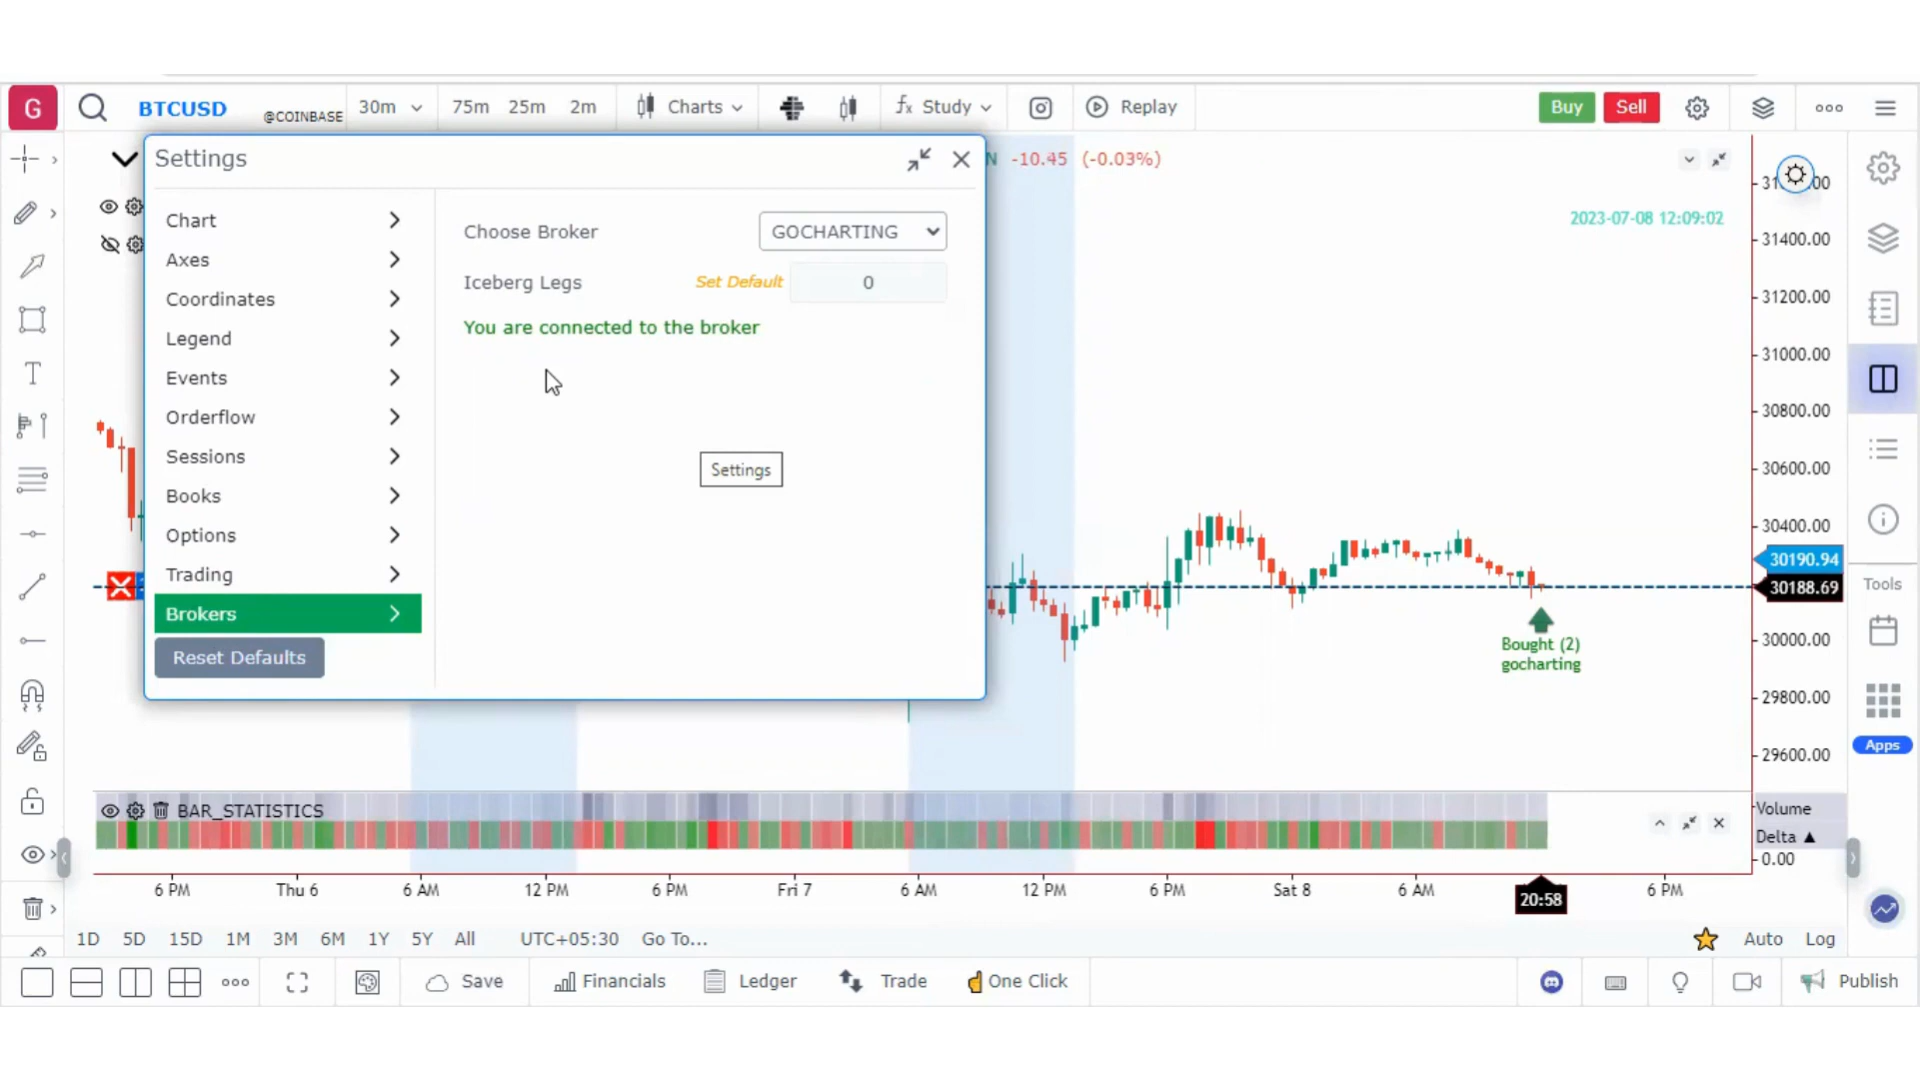 G
BTCUSD @COINBASE 30m 75m 25m 2m Charts Study Replay Buy Sell
Settings
N -10.45 (-0.03%)
2023-07-08 12:09:02
Chart
Axes
Coordinates
Legend
Events
Orderflow
Sessions
Books
Options
Trading
Brokers
Reset Defaults
Choose Broker GOCHARTING
Iceberg Legs Set Default 0
You are connected to the broker
Settings
31400.00
31200.00
31000.00
30800.00
30600.00
30400.00
30190.94
30188.69
30000.00
29800.00
29600.00
Bought (2)
gocharting
Tools
Apps
BAR_STATISTICS
Volume
Delta ▲
0.00
6 PM Thu 6 6 AM 12 PM 6 PM Fri 7 6 AM 12 PM 6 PM Sat 8 6 AM 20:58 6 PM
1D 5D 15D 1M 3M 6M 1Y 5Y All UTC+05:30 Go To... Auto Log
Save Financials Ledger Trade One Click Publish